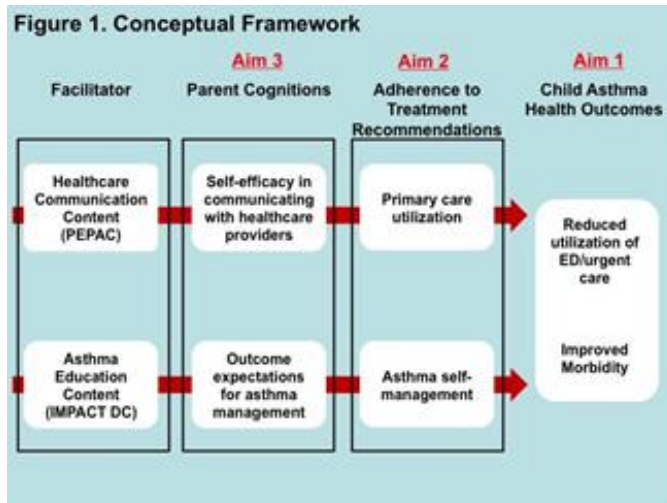 Figure 1. Conceptual Framework
Aim 3
Aim 2
Aim 1
Facilitator
Parent Cognitions
Adherence to
Treatment
Recommendations
Child Asthma
Health Outcomes
Healthcare
Communication
Content
(PEPAC)
Self-efficacy in
communicating
with healthcare
providers
Primary care
utilization
Reduced
utilization of
ED/urgent
care
Improved
Morbidity
Asthma
Education
Content
(IMPACT DC)
Outcome
expectations
for asthma
management
Asthma self-
management